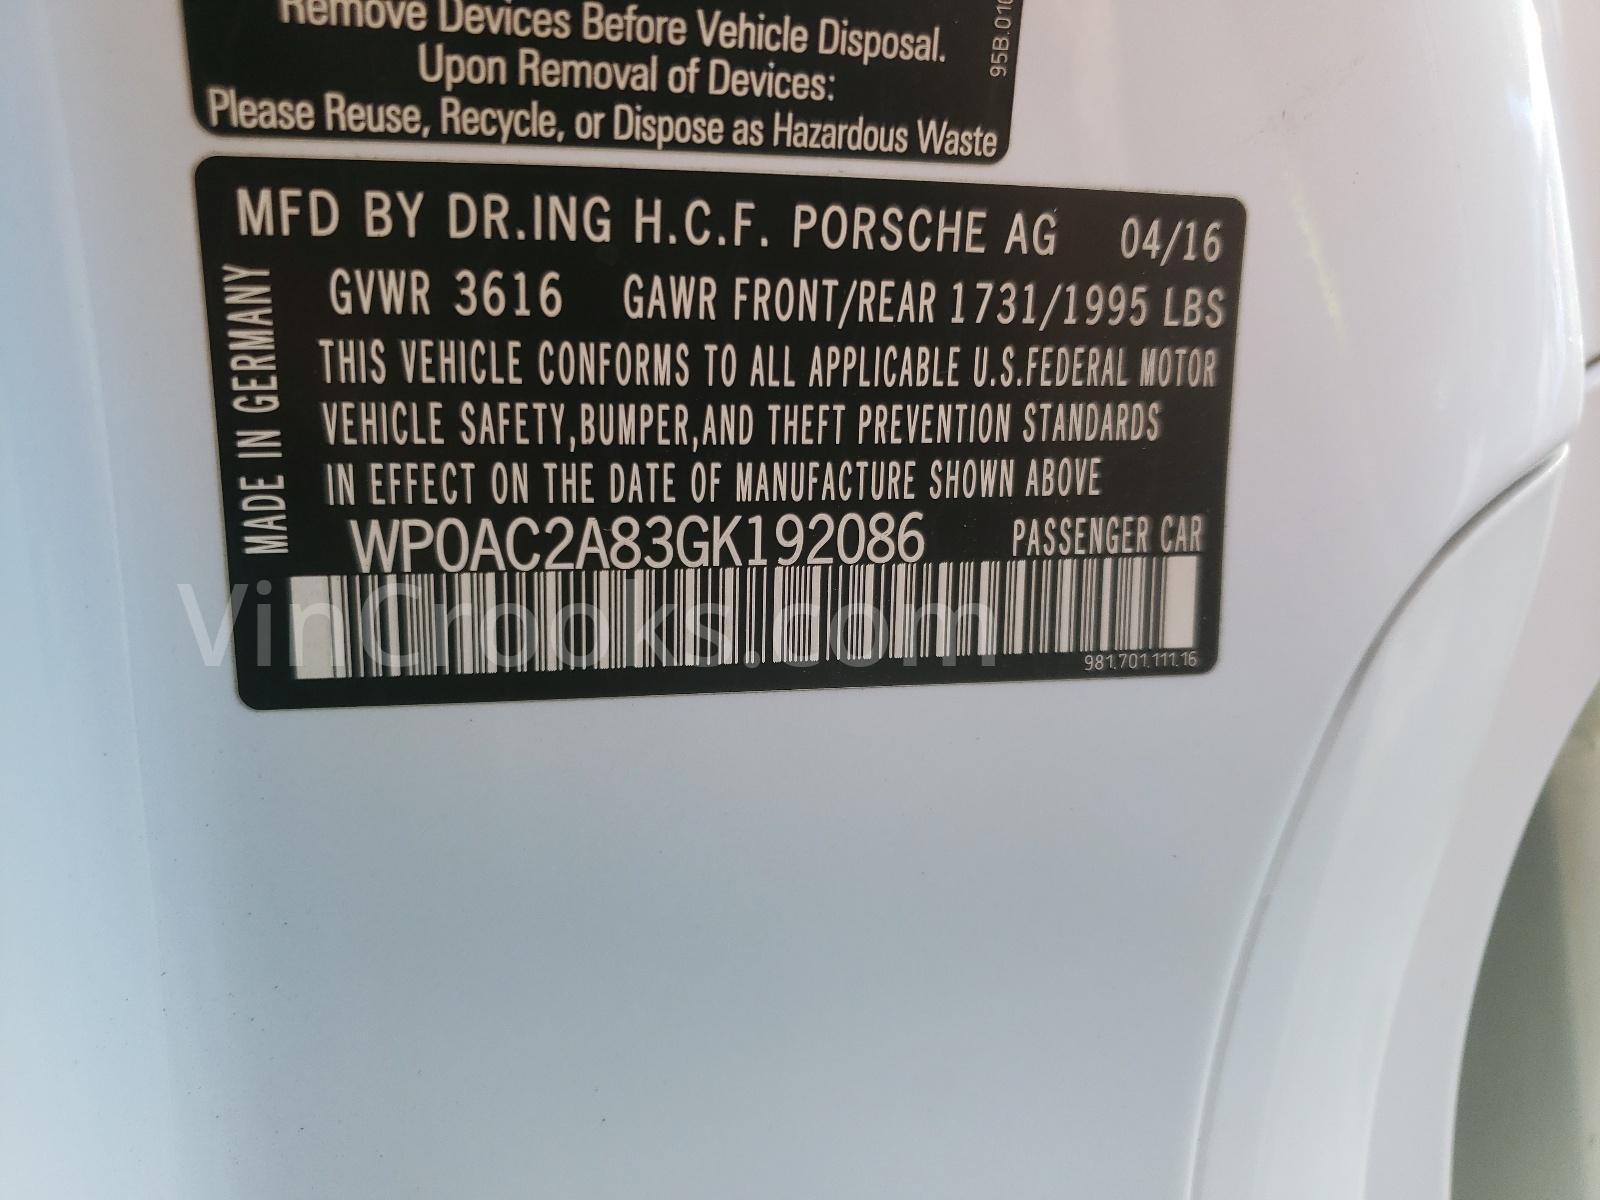 Remove Devices Before Vehicle Disposal.
Upon Removal of Devices:
Please Reuse, Recycle, or Dispose as Hazardous Waste
95B.010
MFD BY DR.ING H.C.F. PORSCHE AG 04/16
GVWR 3616 GAWR FRONT/REAR 1731/1995 LBS
THIS VEHICLE CONFORMS TO ALL APPLICABLE U.S.FEDERAL MOTOR
VEHICLE SAFETY,BUMPER,AND THEFT PREVENTION STANDARDS
IN EFFECT ON THE DATE OF MANUFACTURE SHOWN ABOVE
WP0AC2A83GK192086 PASSENGER CAR
MADE IN GERMANY
981.701.111.16
VinCrooks.com